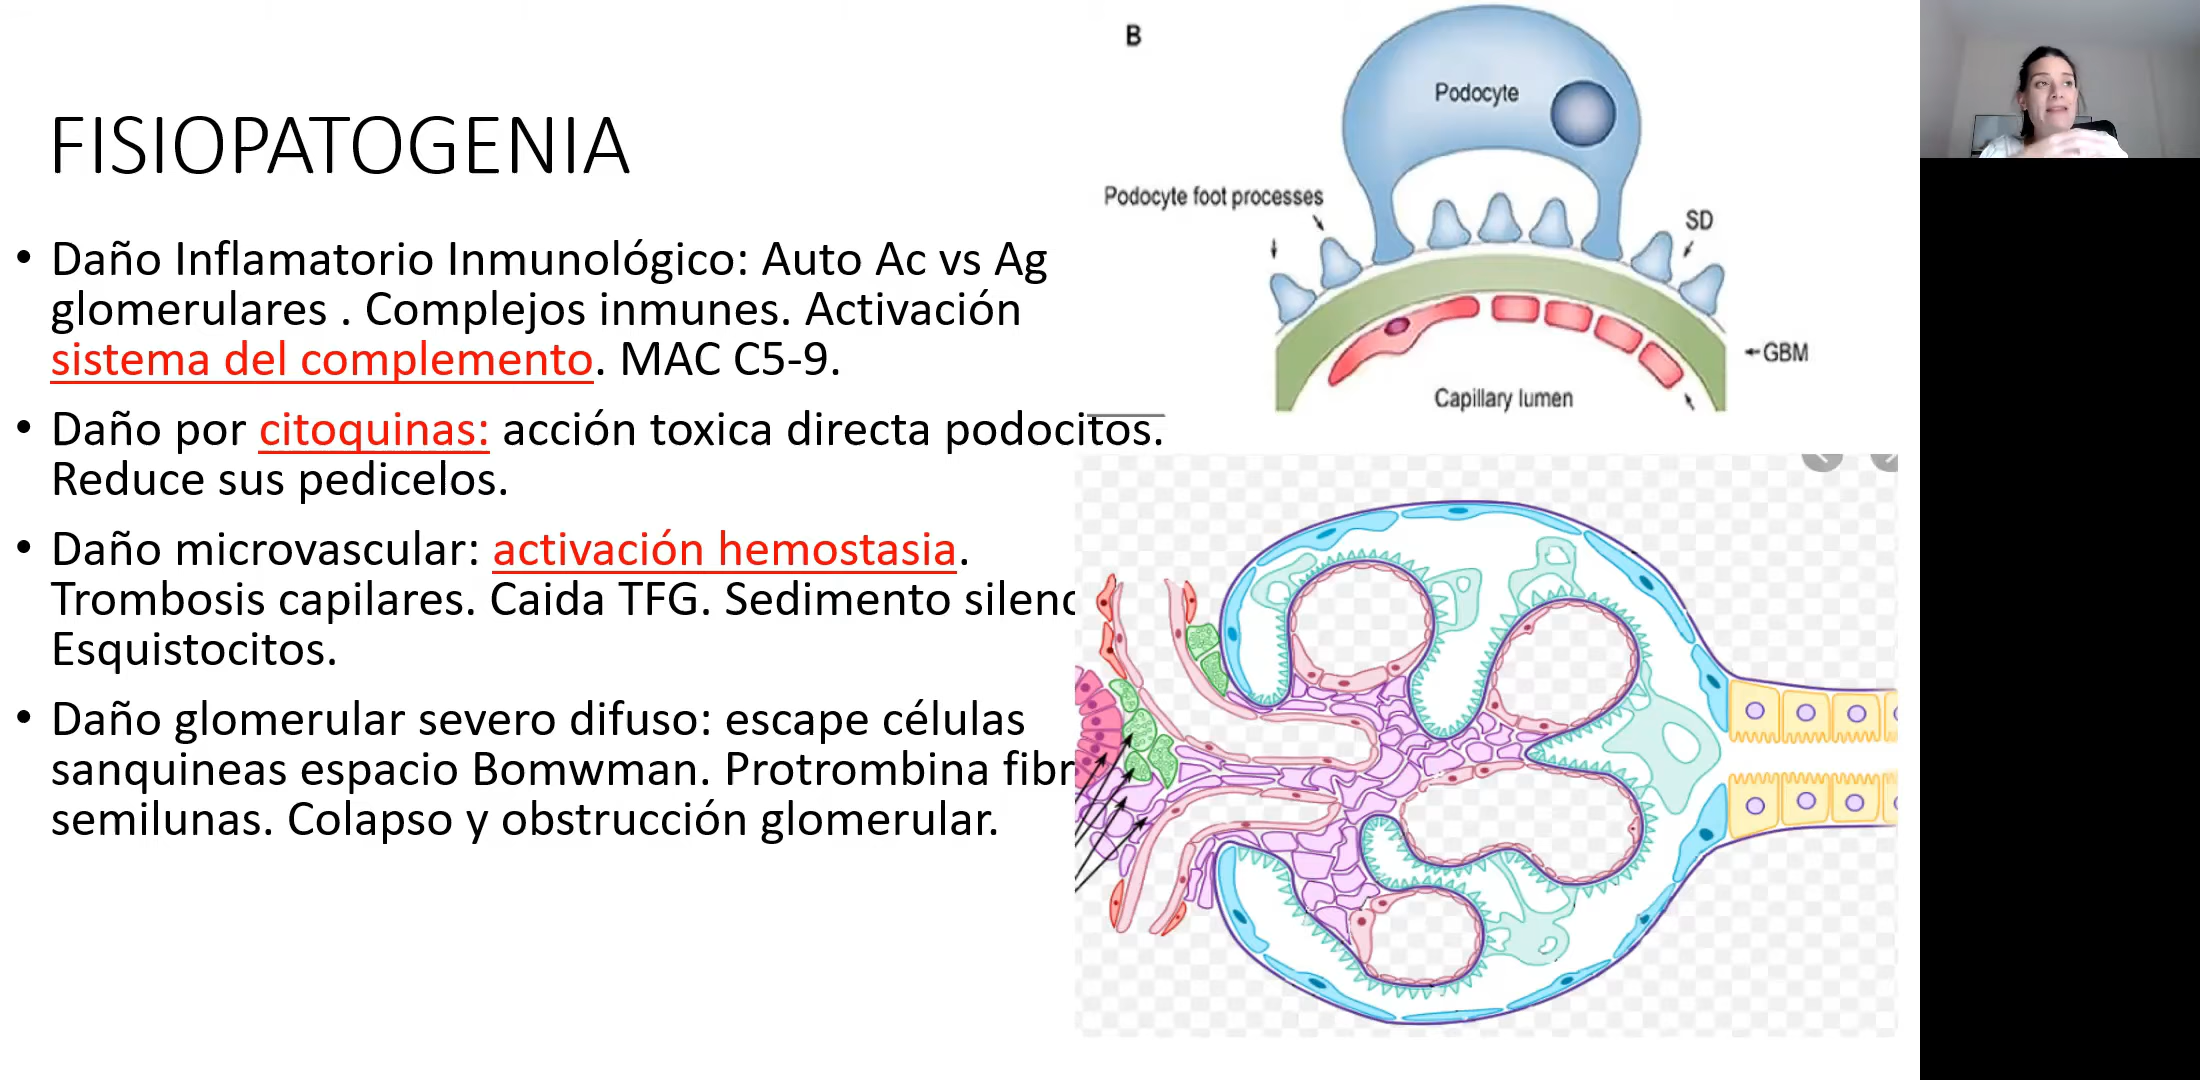 FISIOPATOGENIA
• Daño Inflamatorio Inmunológico: Auto Ac vs Ag
glomerulares . Complejos inmunes. Activación
sistema del complemento. MAC C5-9.
• Daño por citoquinas: acción toxica directa podocitos.
Reduce sus pedicelos.
• Daño microvascular: activación hemostasia.
Trombosis capilares. Caida TFG. Sedimento silenc
Esquistocitos.
• Daño glomerular severo difuso: escape células
sanquineas espacio Bomwman. Protrombina fibr
semilunas. Colapso y obstrucción glomerular.
B
Podocyte
Podocyte foot processes
SD
GBM
Capillary lumen